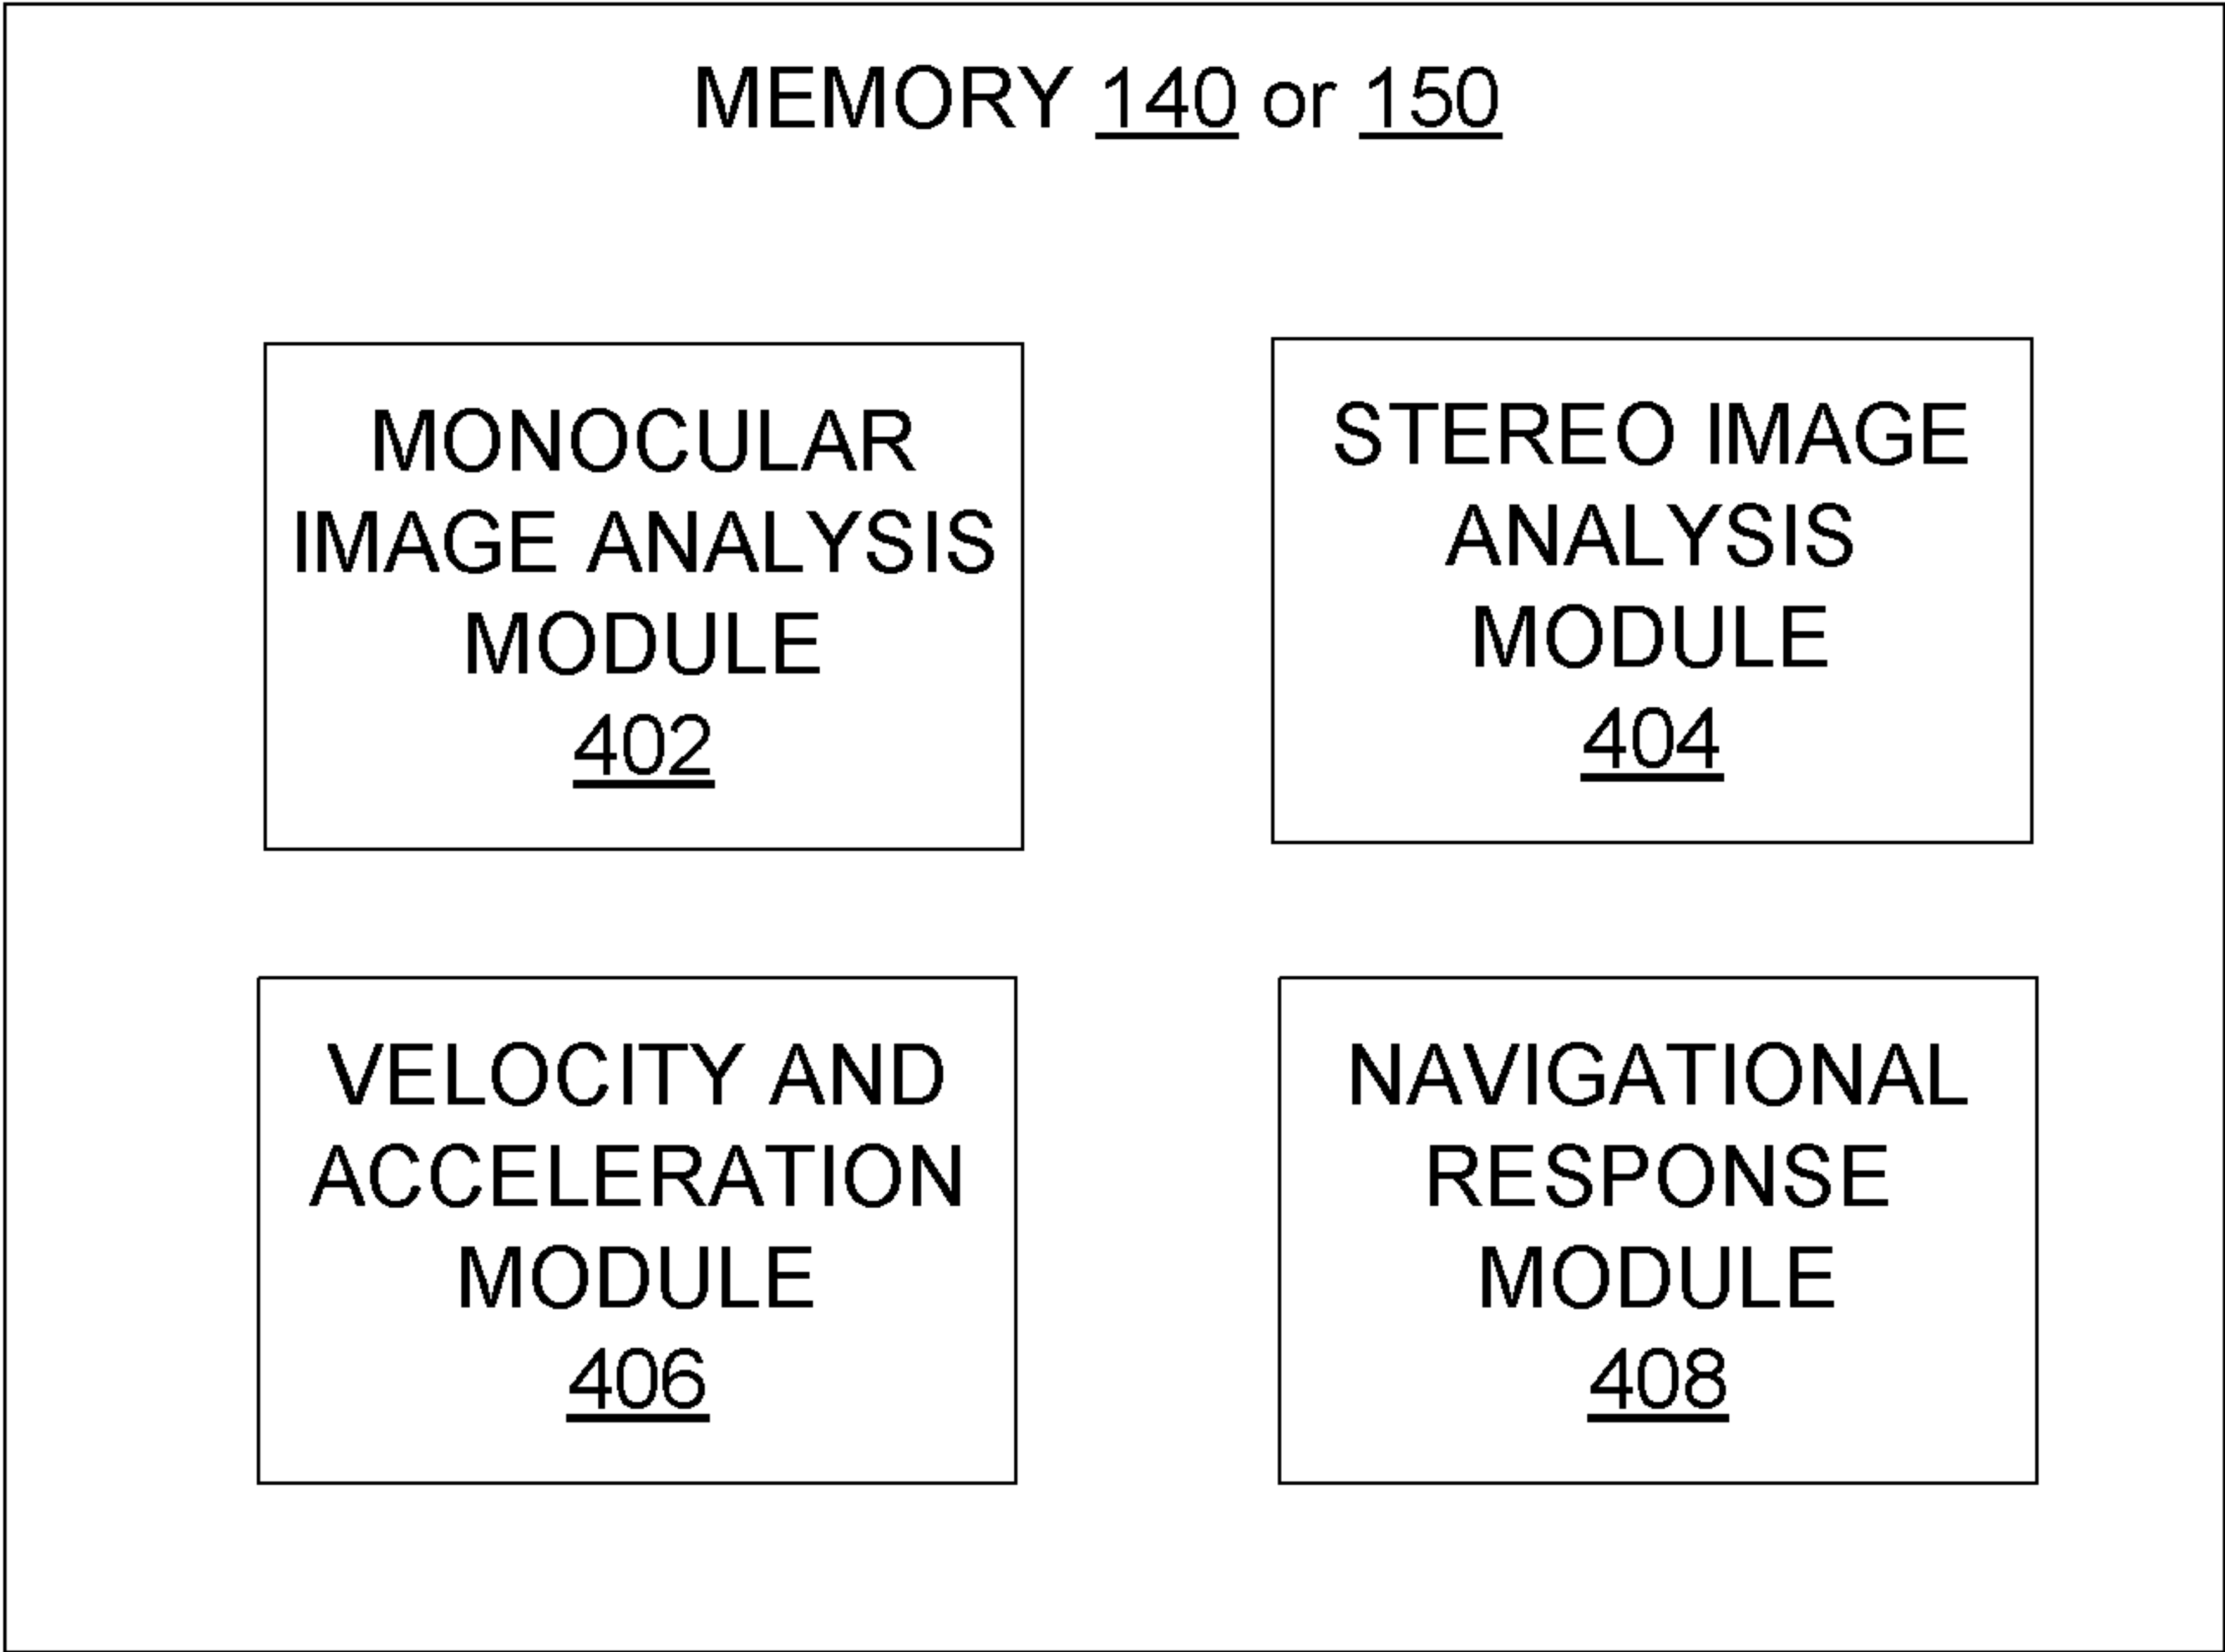 MEMORY 140 or 150
MONOCULAR
IMAGE ANALYSIS
MODULE
402
STEREO IMAGE
ANALYSIS
MODULE
404
VELOCITY AND
ACCELERATION
MODULE
406
NAVIGATIONAL
RESPONSE
MODULE
408